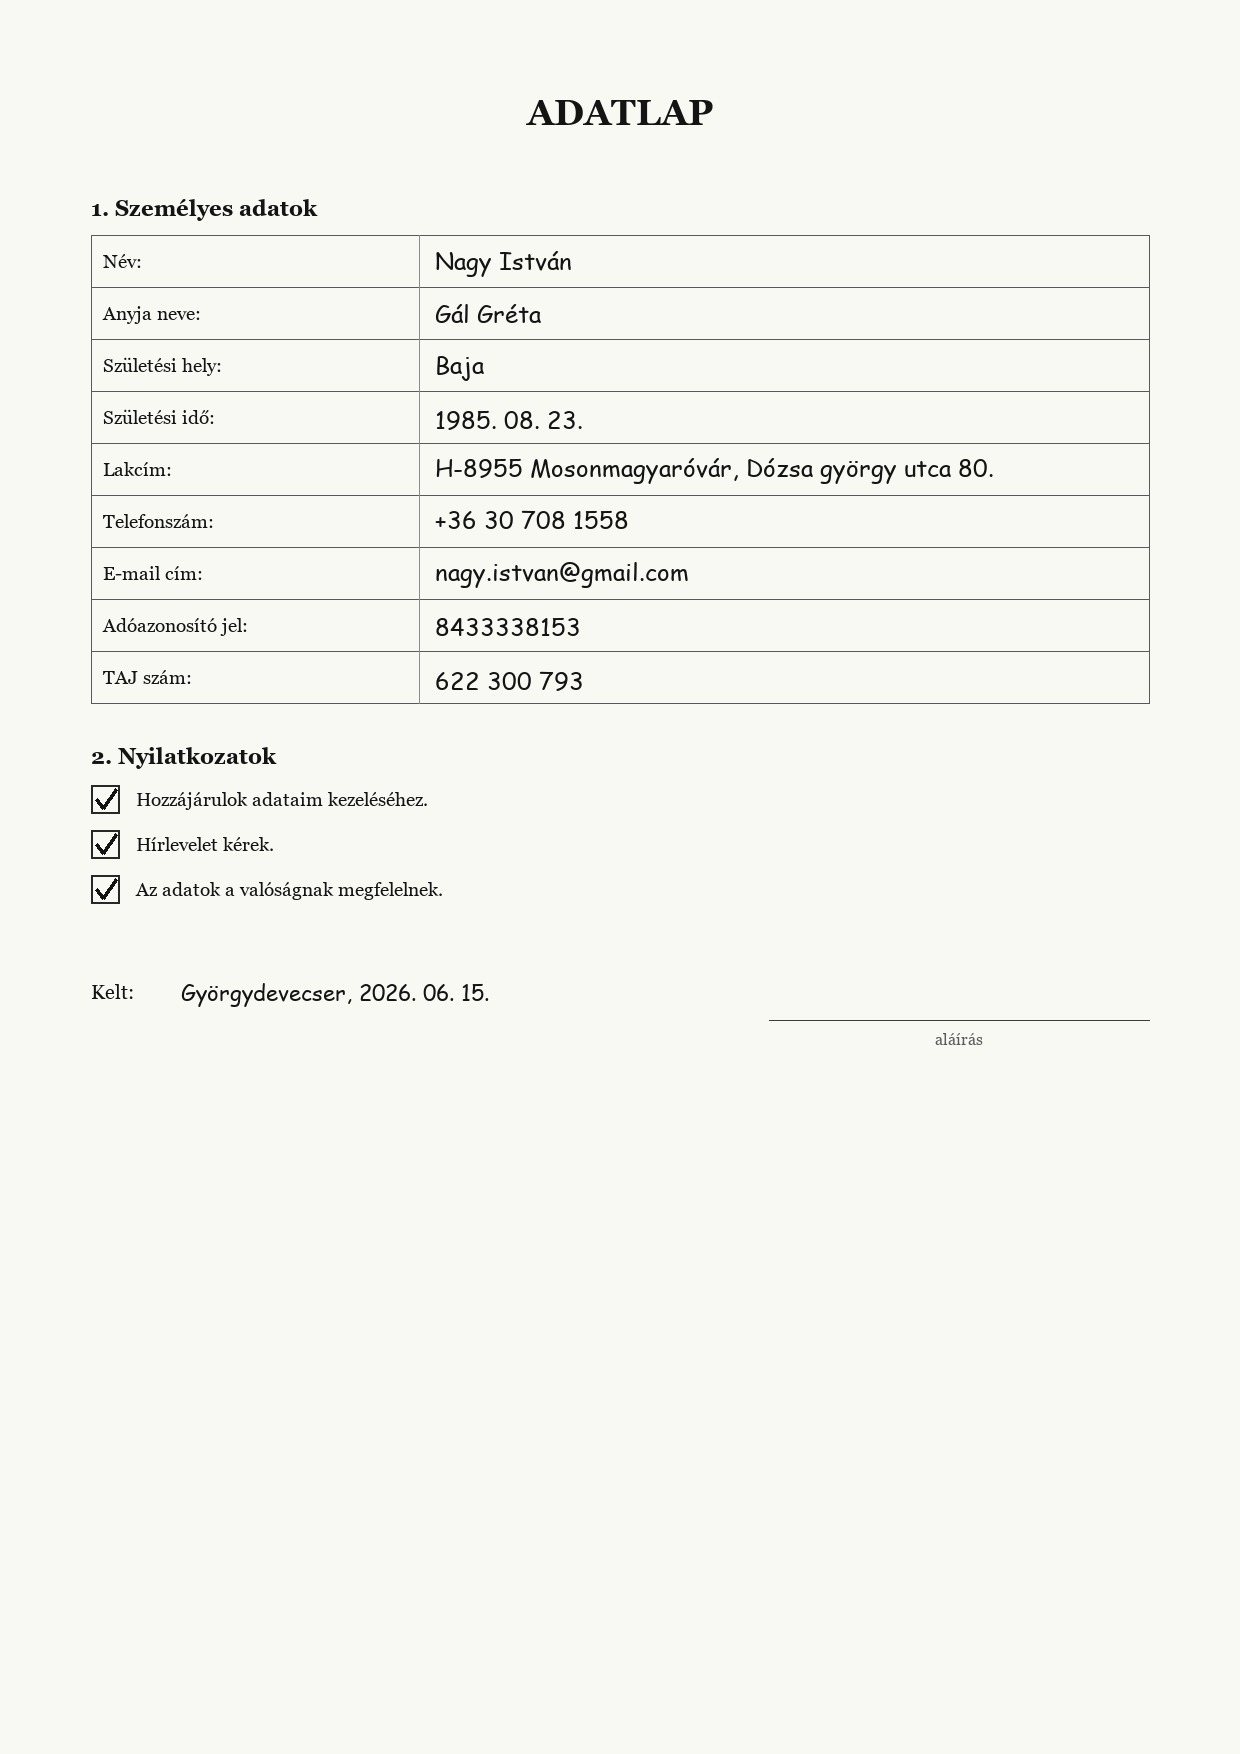 ADATLAP
1. Személyes adatok
Név: Nagy István
Anyja neve: Gál Gréta
Születési hely: Baja
Születési idő: 1985. 08. 23.
Lakcím: H-8955 Mosonmagyaróvár, Dózsa györgy utca 80.
Telefonszám: +36 30 708 1558
E-mail cím: nagy.istvan@gmail.com
Adóazonosító jel: 8433338153
TAJ szám: 622 300 793
2. Nyilatkozatok
Hozzájárulok adataim kezeléséhez.
Hírlevelet kérek.
Az adatok a valóságnak megfelelnek.
Kelt: Györgydevecser, 2026. 06. 15.
aláírás